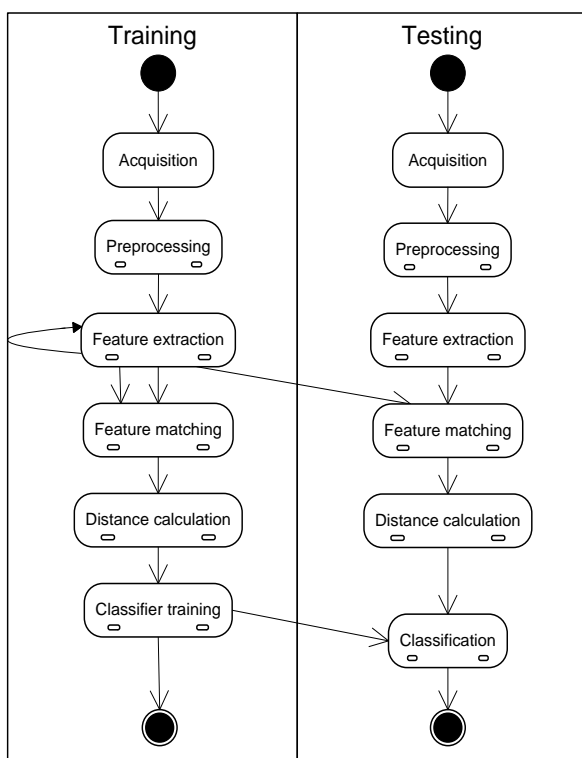 Training
Acquisition
Preprocessing
Feature extraction
Feature matching
Distance calculation
Classifier training
Testing
Acquisition
Preprocessing
Feature extraction
Feature matching
Distance calculation
Classification